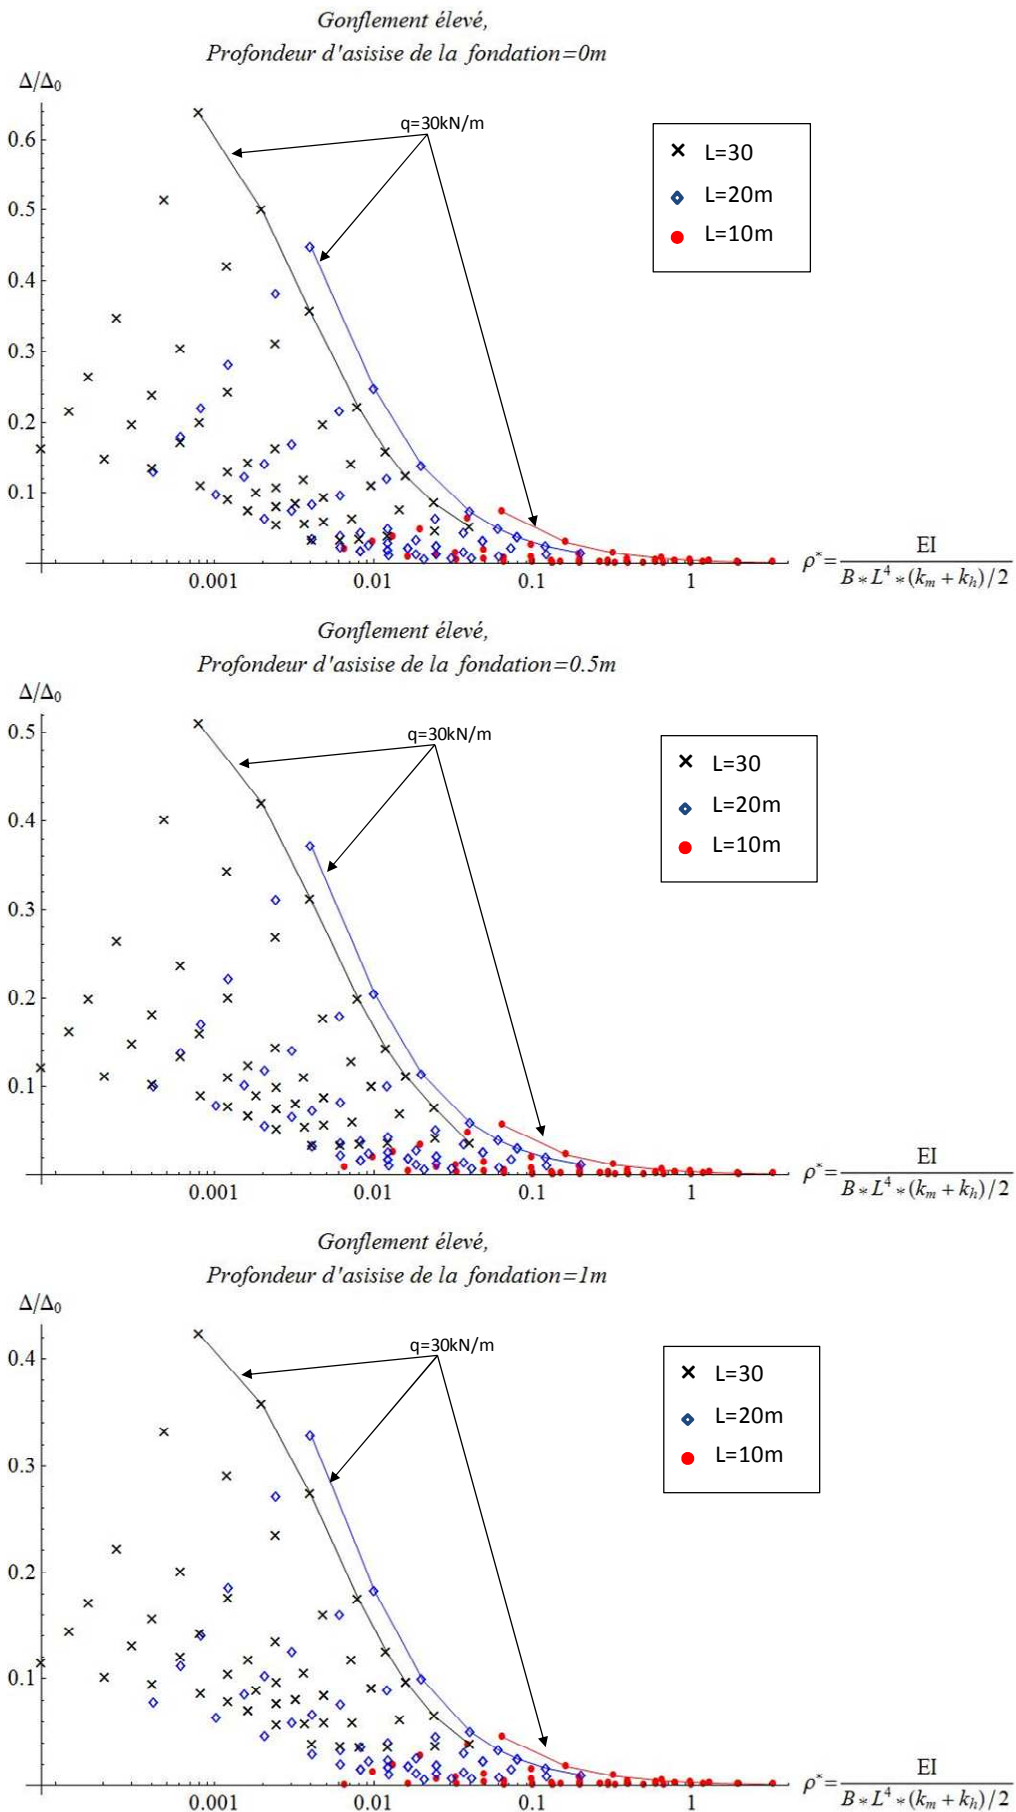 Gonflement élevé,
Profondeur d'asisise de la fondation=0m
Δ/Δ₀
q=30kN/m
L=30
L=20m
L=10m
0.6
0.5
0.4
0.3
0.2
0.1
0.001 0.01 0.1 1
ρ*= EI
B*L⁴*(kₘ+kₕ)/2
Gonflement élevé,
Profondeur d'asisise de la fondation=0.5m
Δ/Δ₀
q=30kN/m
L=30
L=20m
L=10m
0.5
0.4
0.3
0.2
0.1
0.001 0.01 0.1 1
ρ*= EI
B*L⁴*(kₘ+kₕ)/2
Gonflement élevé,
Profondeur d'asisise de la fondation=1m
Δ/Δ₀
q=30kN/m
L=30
L=20m
L=10m
0.4
0.3
0.2
0.1
0.001 0.01 0.1 1
ρ*= EI
B*L⁴*(kₘ+kₕ)/2